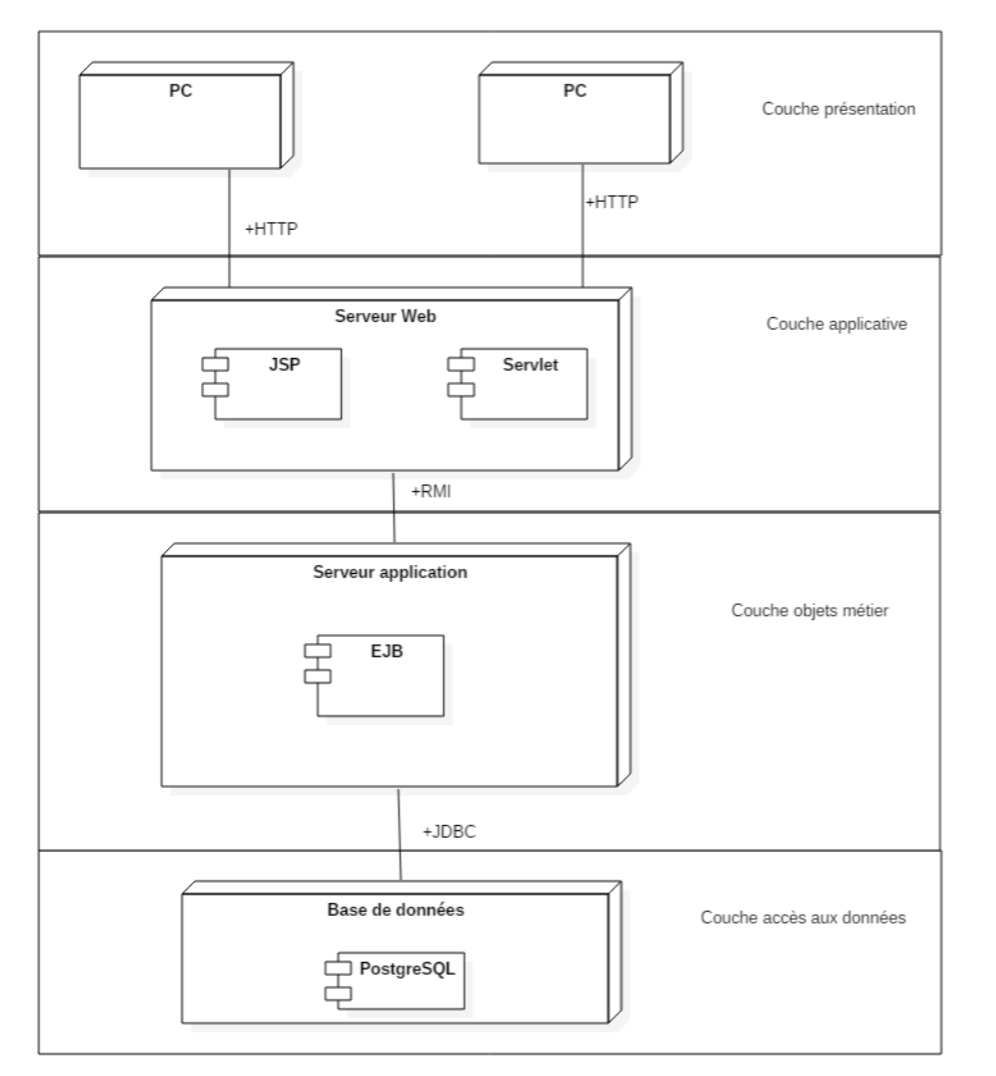 PC
PC
Couche présentation
+HTTP
+HTTP
Serveur Web
Couche applicative
JSP
Servlet
+RMI
Serveur application
Couche objets métier
EJB
+JDBC
Base de données
Couche accès aux données
PostgreSQL